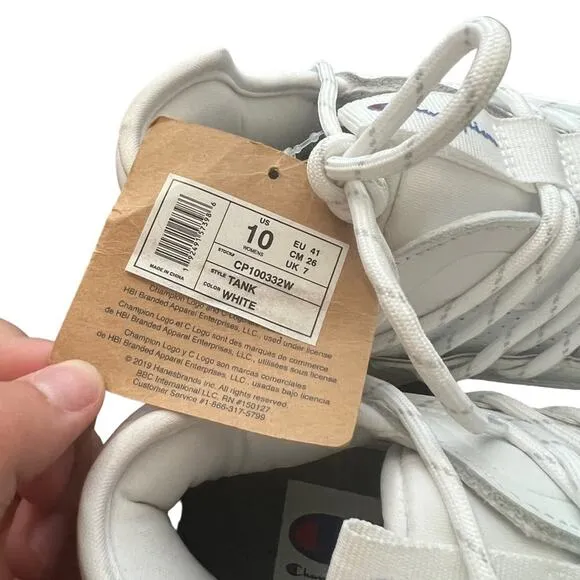 Champion
US
10
WOMENS
EU 41
CM 26
UK 7
STOCK#
CP100332W
STYLE
TANK
COLOR
WHITE
MADE IN CHINA
Champion Logo and C Logo
HBI Branded Apparel Enterprises, LLC., used under license
Champion Logo et C Logo sont des marques de commerce
de HBI Branded Apparel Enterprises, LLC., utilisées sous license
Champion Logo y C Logo son marcas comerciales
de HBI Branded Apparel Enterprises, LLC., usadas bajo licencia
© 2019 Hanesbrands Inc. All rights reserved.
BBC International LLC. RN #150127
Customer Service #1-866-317-5799